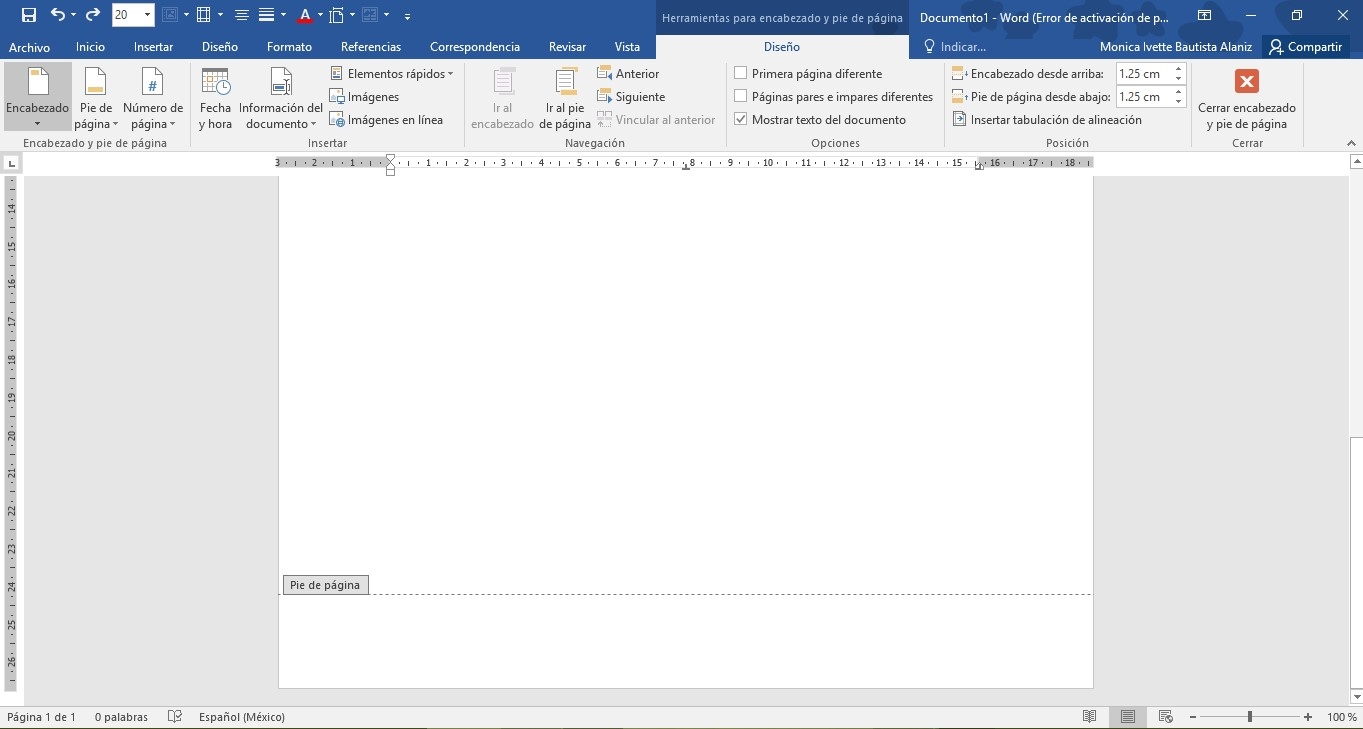 20
Herramientas para encabezado y pie de página
Documento1 - Word (Error de activación de p...
Archivo Inicio Insertar Diseño Formato Referencias Correspondencia Revisar Vista Diseño Indicar... Monica Ivette Bautista Alaniz Compartir
Encabezado
Pie de página
Número de página
Encabezado y pie de página
Fecha y hora
Información del documento
Elementos rápidos
Imágenes
Imágenes en línea
Insertar
Ir al encabezado
Ir al pie de página
Anterior
Siguiente
Vincular al anterior
Navegación
Primera página diferente
Páginas pares e impares diferentes
Mostrar texto del documento
Opciones
Encabezado desde arriba: 1.25 cm
Pie de página desde abajo: 1.25 cm
Insertar tabulación de alineación
Posición
Cerrar encabezado y pie de página
Cerrar
3 2 1 1 2 3 4 5 6 7 8 9 10 11 12 13 14 15 16 17 18
14
15
16
17
18
19
20
21
22
23
24
25
26
Pie de página
Página 1 de 1 0 palabras Español (México) 100 %